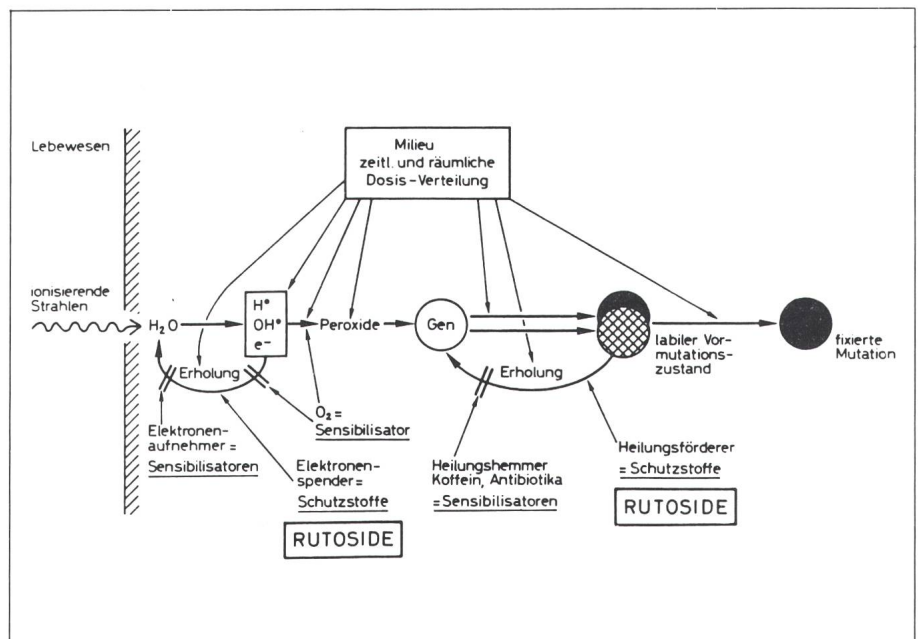 Lebewesen
Milieu
zeitl. und räumliche
Dosis-Verteilung
ionisierende
Strahlen
H₂O
H•
OH•
e⁻
Peroxide
Gen
labiler Vor-
mutations-
zustand
fixierte
Mutation
Erholung
Erholung
O₂=
Sensibilisator
Elektronen-
aufnehmer =
Sensibilisatoren
Elektronen-
spender=
Schutzstoffe
RUTOSIDE
Heilungshemmer
Koffein, Antibiotika
=Sensibilisatoren
Heilungsförderer
= Schutzstoffe
RUTOSIDE